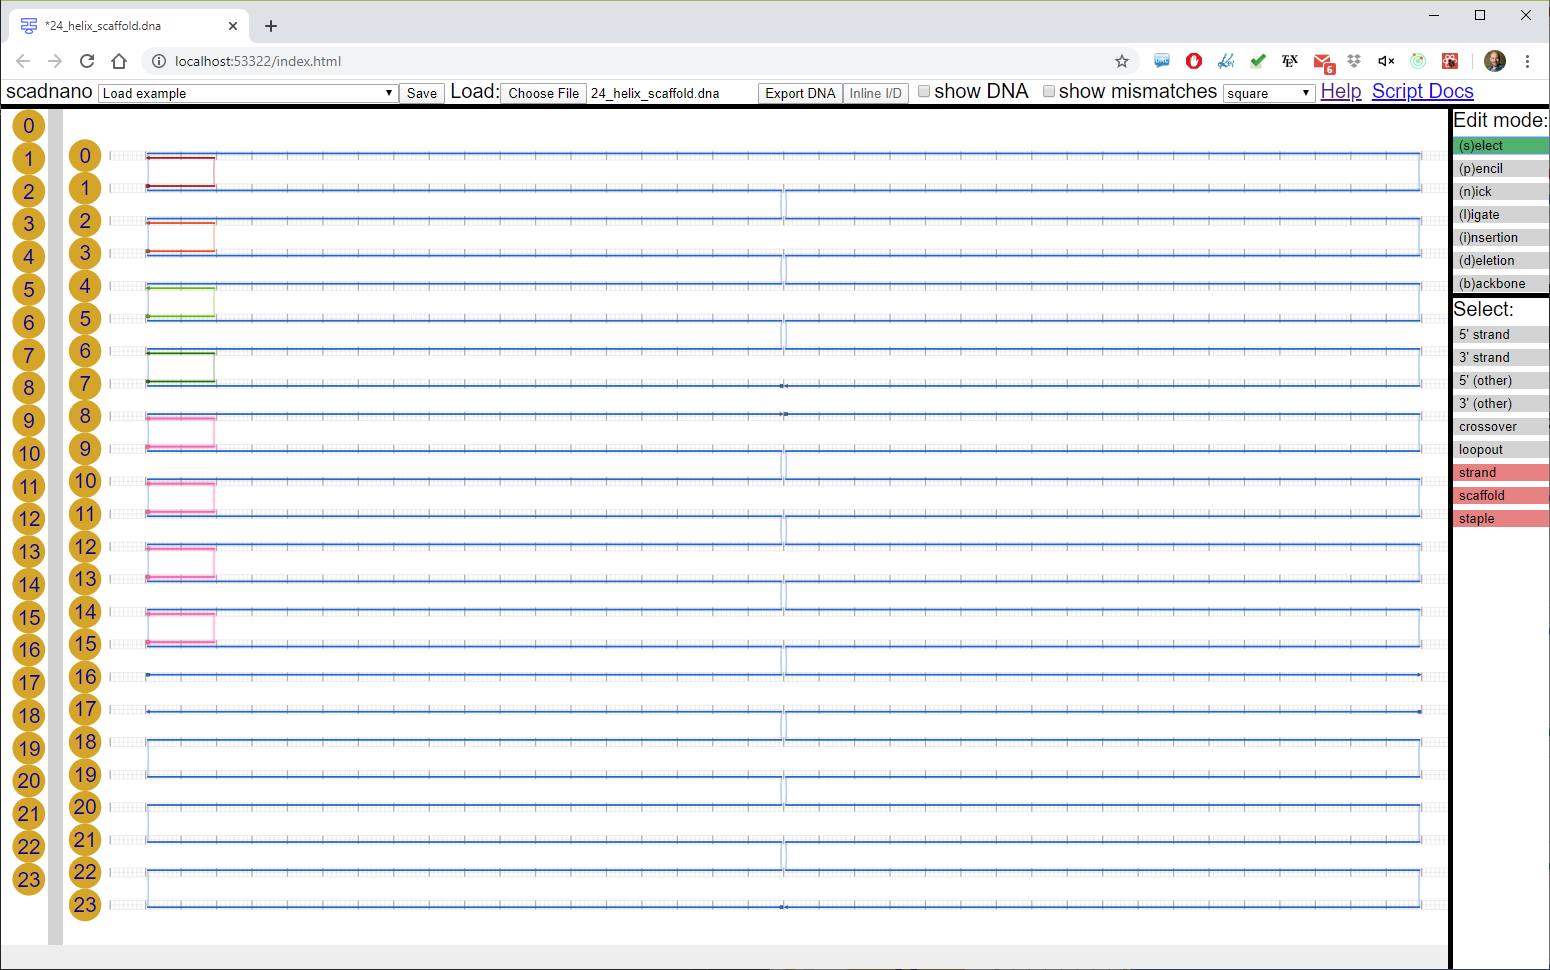 *24_helix_scaffold.dna
localhost:53322/index.html
6
scadnano Load example Save Load: Choose File 24_helix_scaffold.dna Export DNA Inline I/D show DNA show mismatches square Help Script Docs
0
1
2
3
4
5
6
7
8
9
10
11
12
13
14
15
16
17
18
19
20
21
22
23
0
1
2
3
4
5
6
7
8
9
10
11
12
13
14
15
16
17
18
19
20
21
22
23
Edit mode:
(s)elect
(p)encil
(n)ick
(l)igate
(i)nsertion
(d)eletion
(b)ackbone
Select:
5' strand
3' strand
5' (other)
3' (other)
crossover
loopout
strand
scaffold
staple